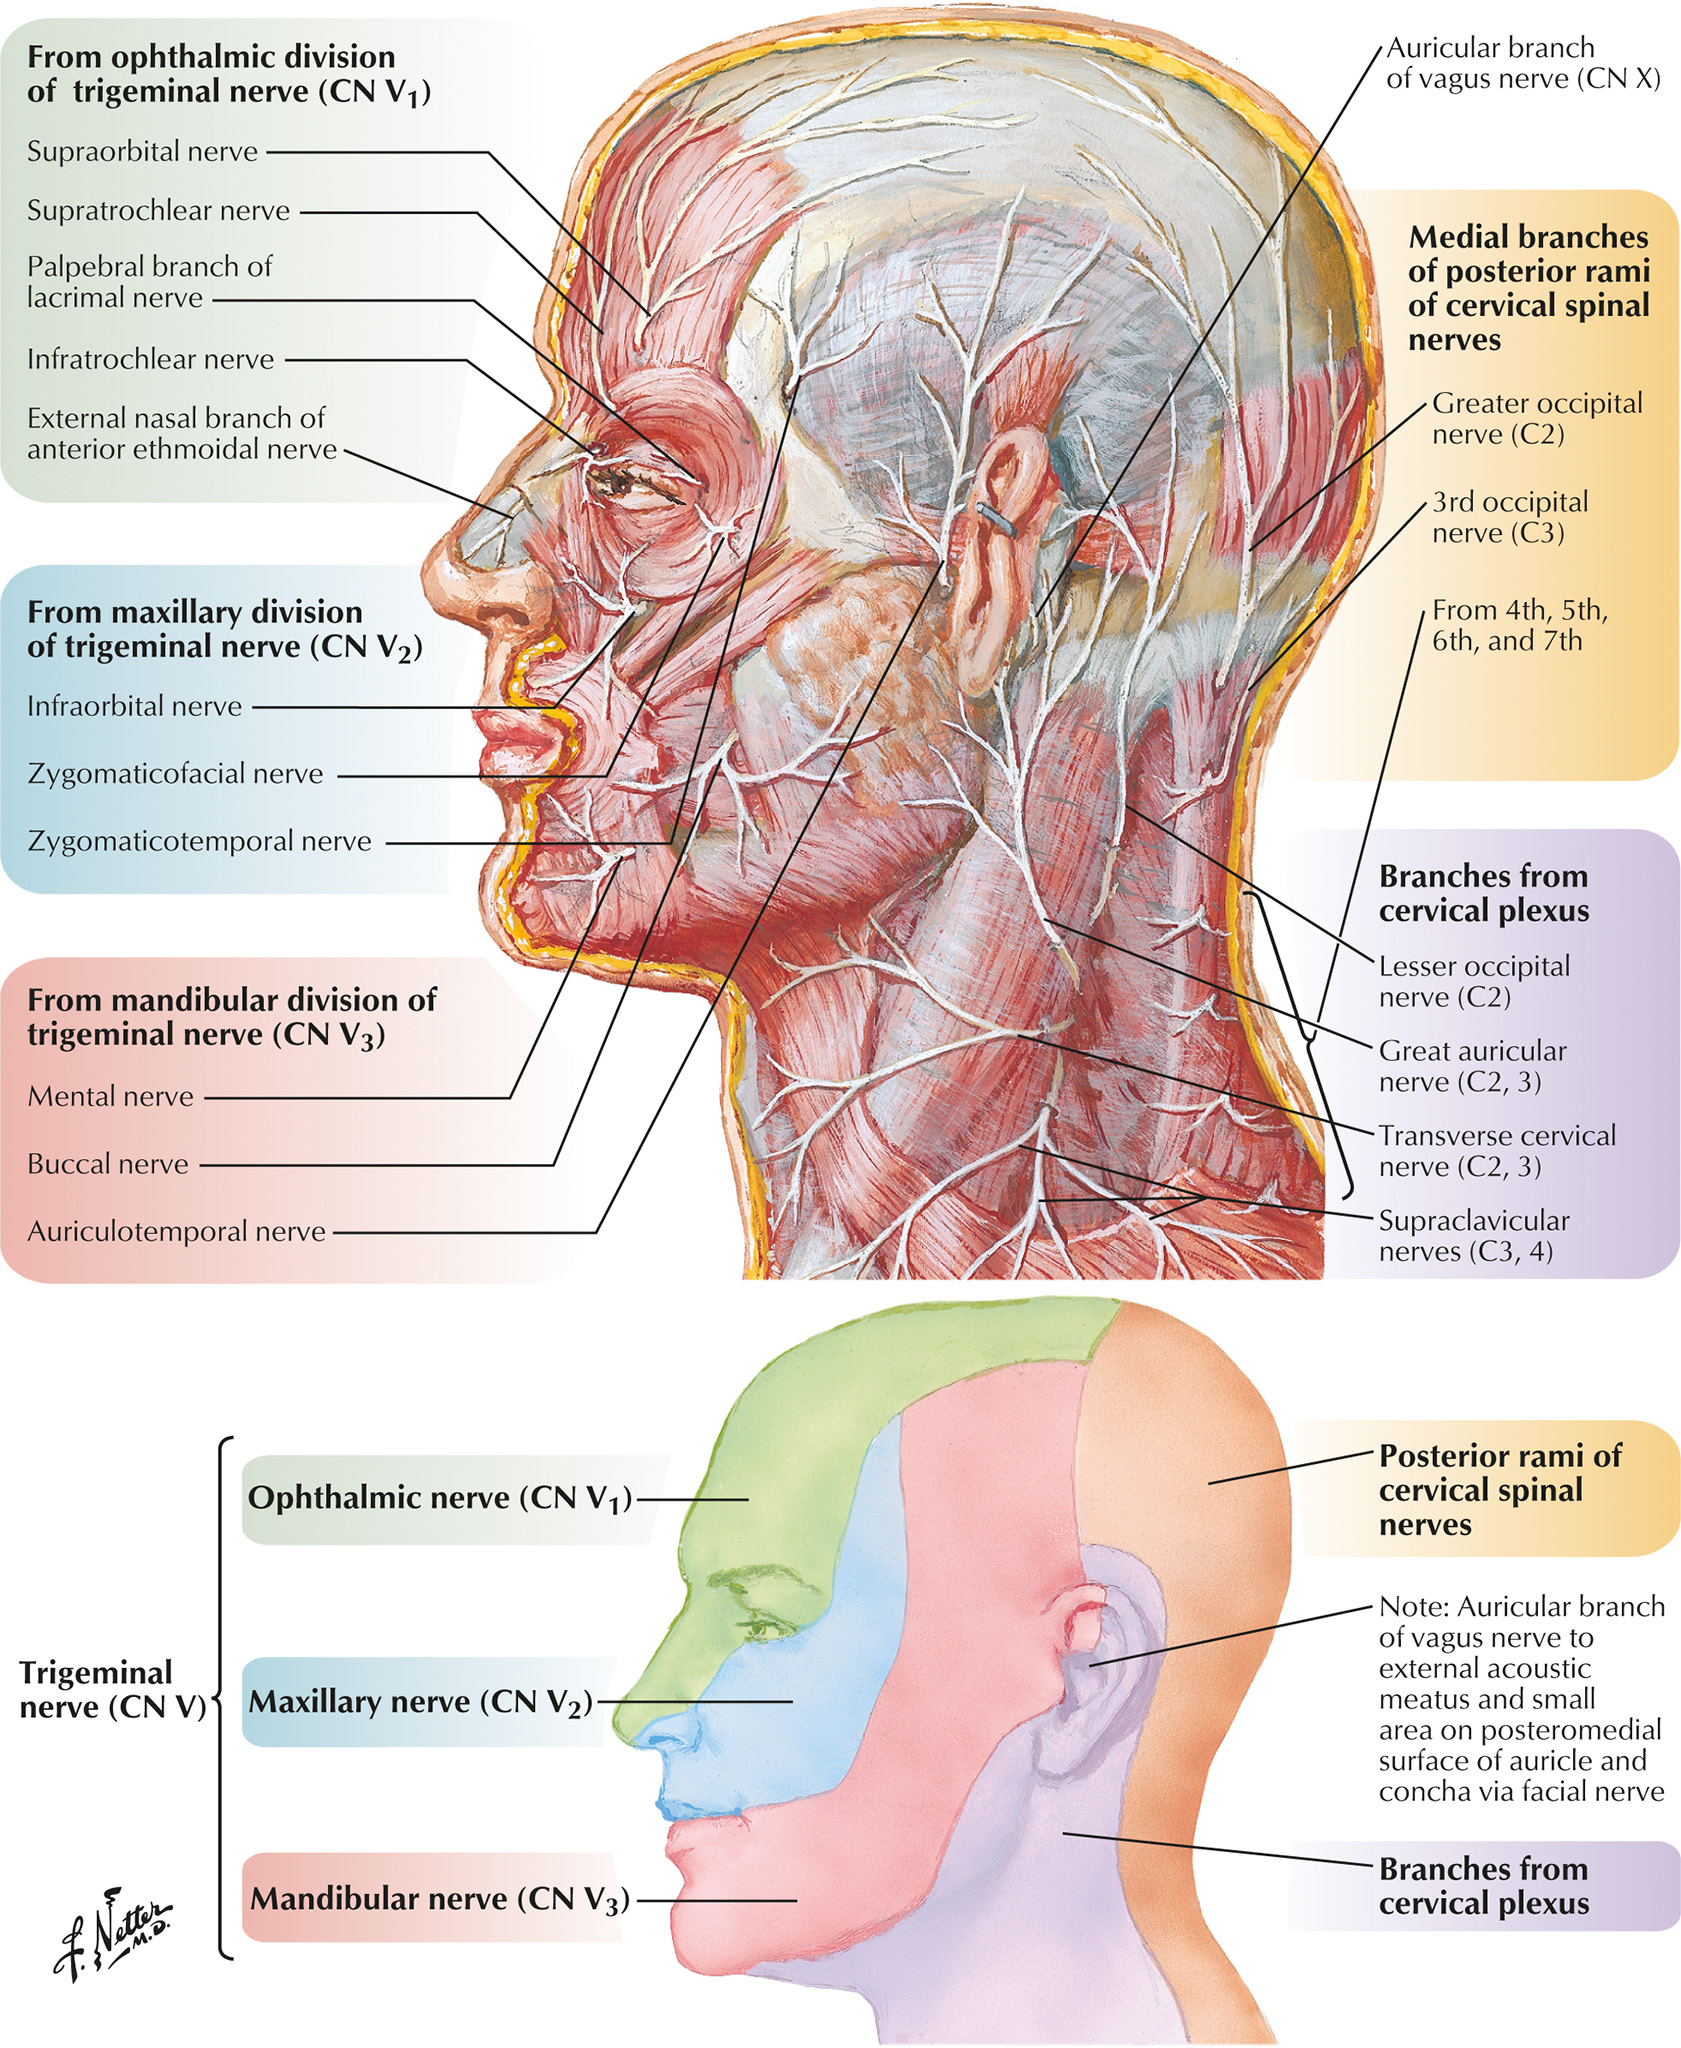 From ophthalmic division
of trigeminal nerve (CN V1)
Supraorbital nerve
Supratrochlear nerve
Palpebral branch of
lacrimal nerve
Infratrochlear nerve
External nasal branch of
anterior ethmoidal nerve
From maxillary division
of trigeminal nerve (CN V2)
Infraorbital nerve
Zygomaticofacial nerve
Zygomaticotemporal nerve
From mandibular division of
trigeminal nerve (CN V3)
Mental nerve
Buccal nerve
Auriculotemporal nerve
Auricular branch
of vagus nerve (CN X)
Medial branches
of posterior rami
of cervical spinal
nerves
Greater occipital
nerve (C2)
3rd occipital
nerve (C3)
From 4th, 5th,
6th, and 7th
Branches from
cervical plexus
Lesser occipital
nerve (C2)
Great auricular
nerve (C2, 3)
Transverse cervical
nerve (C2, 3)
Supraclavicular
nerves (C3, 4)
Trigeminal
nerve (CN V)
Ophthalmic nerve (CN V1)
Maxillary nerve (CN V2)
Mandibular nerve (CN V3)
Posterior rami of
cervical spinal
nerves
Note: Auricular branch
of vagus nerve to
external acoustic
meatus and small
area on posteromedial
surface of auricle and
concha via facial nerve
Branches from
cervical plexus
F. Netter
M.D.